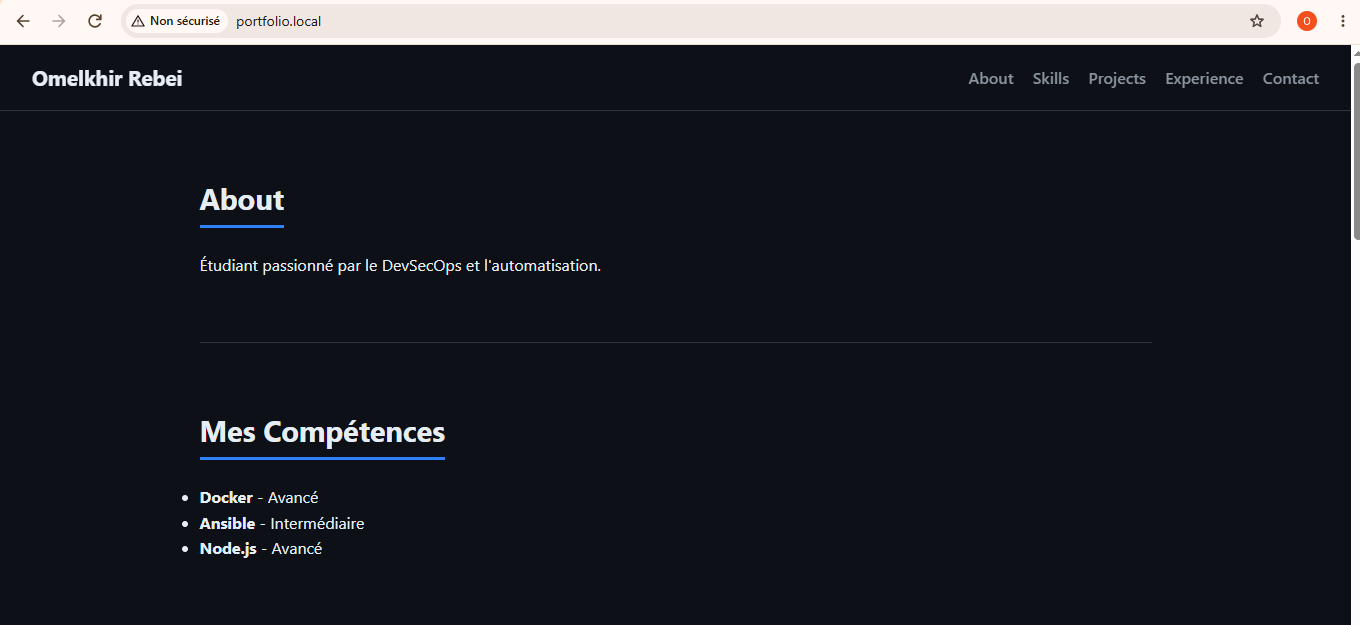 Non sécurisé portfolio.local O
Omelkhir Rebei About Skills Projects Experience Contact
About
Étudiant passionné par le DevSecOps et l'automatisation.
Mes Compétences
Docker - Avancé
Ansible - Intermédiaire
Node.js - Avancé